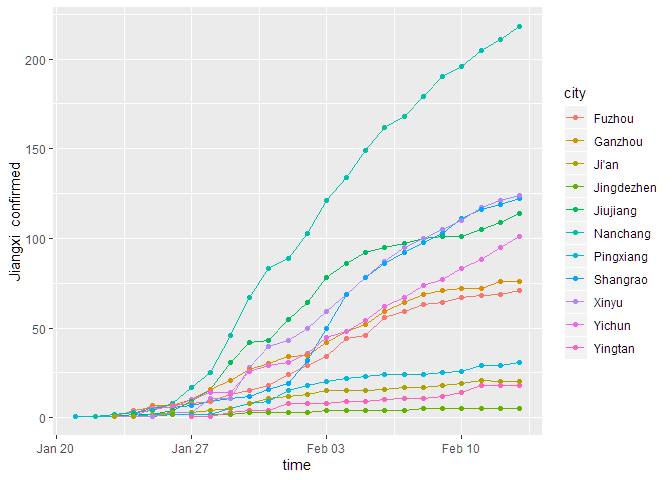 200
150
100
50
0
Jiangxi confirmed
Jan 20
Jan 27
Feb 03
Feb 10
time
city
Fuzhou
Ganzhou
Ji'an
Jingdezhen
Jiujiang
Nanchang
Pingxiang
Shangrao
Xinyu
Yichun
Yingtan